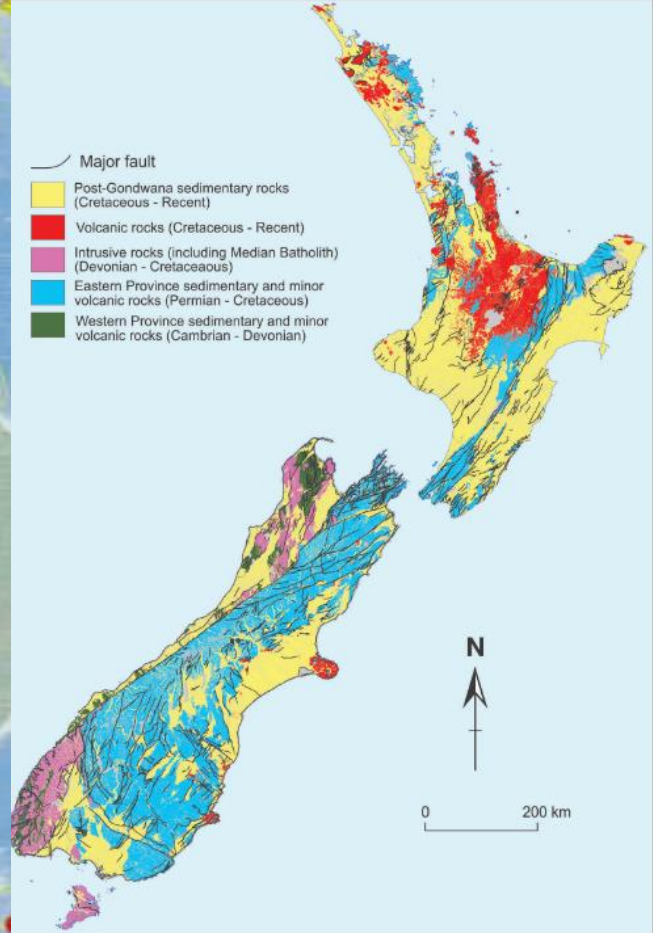 Major fault
Post-Gondwana sedimentary rocks
(Cretaceous - Recent)
Volcanic rocks (Cretaceous - Recent)
Intrusive rocks (including Median Batholith)
(Devonian - Cretaceaous)
Eastern Province sedimentary and minor
volcanic rocks (Permnian - Cretaceous)
Western Province sedimentary and minor
volcanic rocks (Cambrian - Devonian)
N
0 200 km